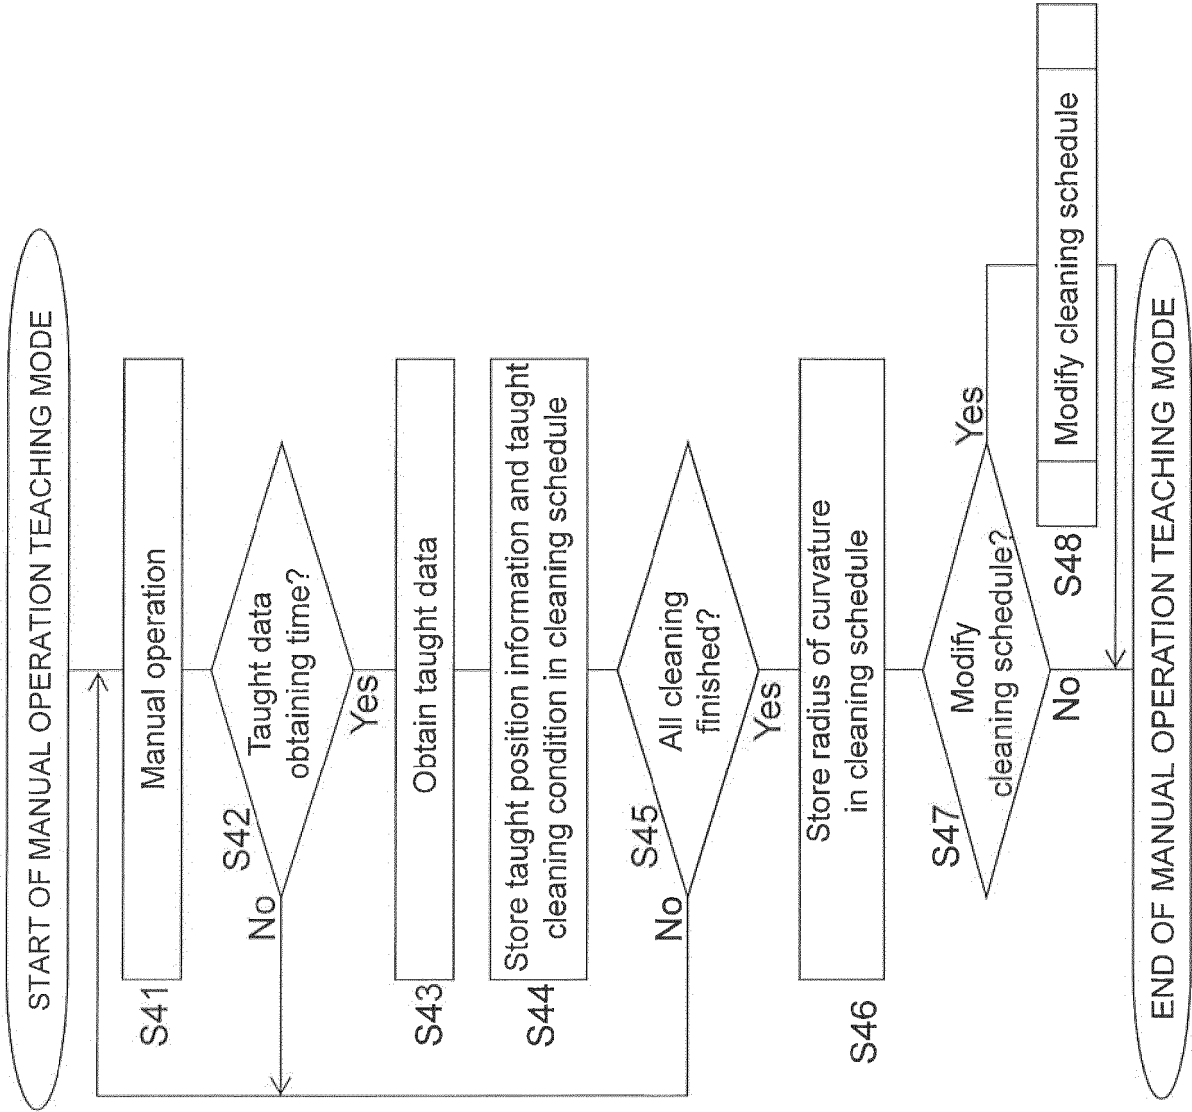 START OF MANUAL OPERATION TEACHING MODE
S41
Manual operation
S42
Taught data
obtaining time?
No
Yes
S43
Obtain taught data
S44
Store taught position information and taught
cleaning condition in cleaning schedule
S45
All cleaning
finished?
No
Yes
S46
Store radius of curvature
in cleaning schedule
S47
Modify
cleaning schedule?
Yes
No
S48
Modify cleaning schedule
END OF MANUAL OPERATION TEACHING MODE